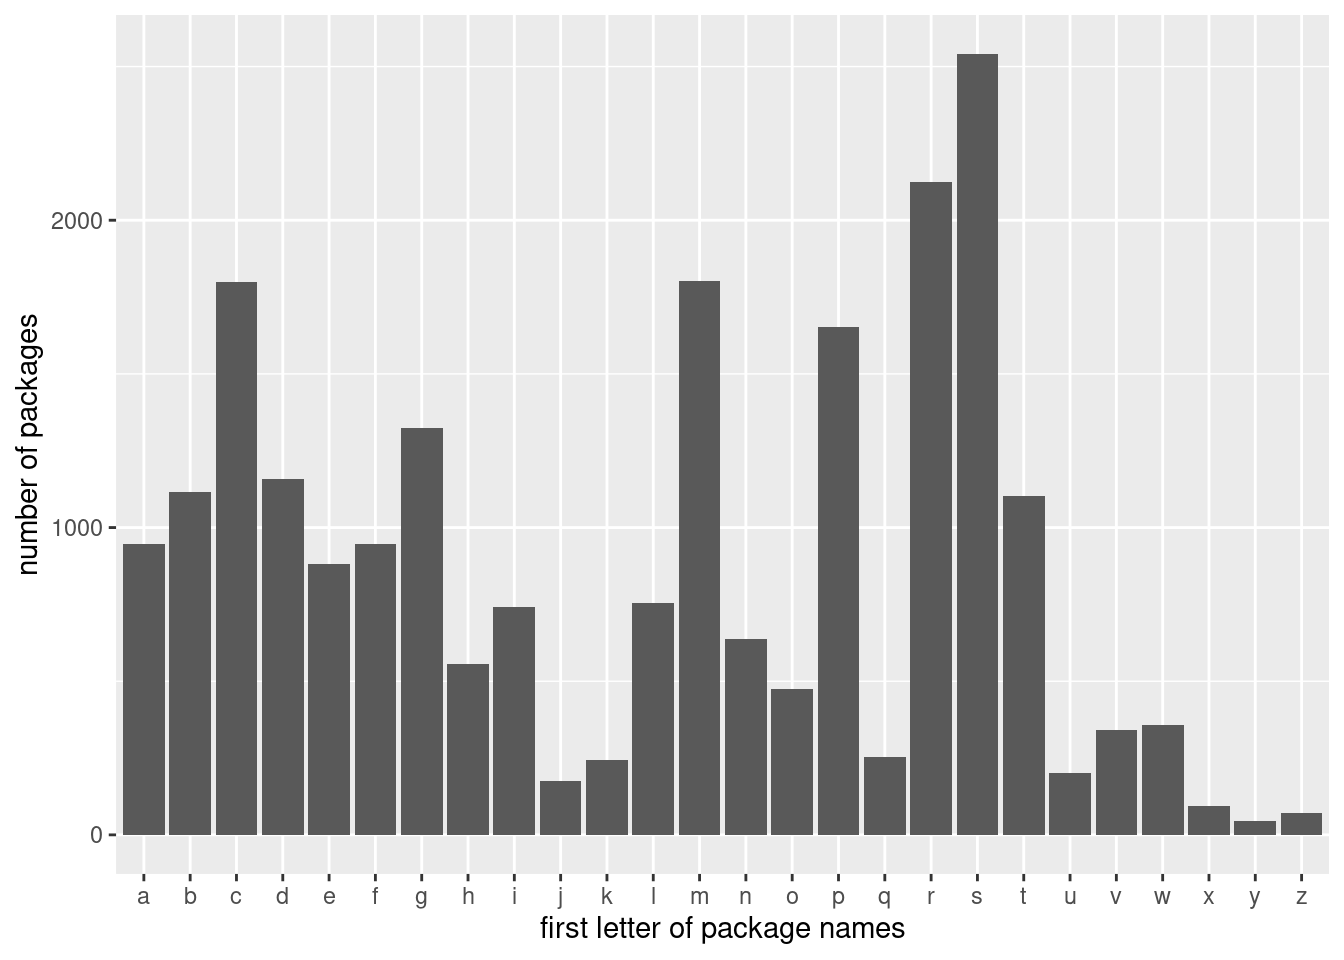 number of packages
2000
1000
0
a b c d e f g h i j k l m n o p q r s t u v w x y z
first letter of package names